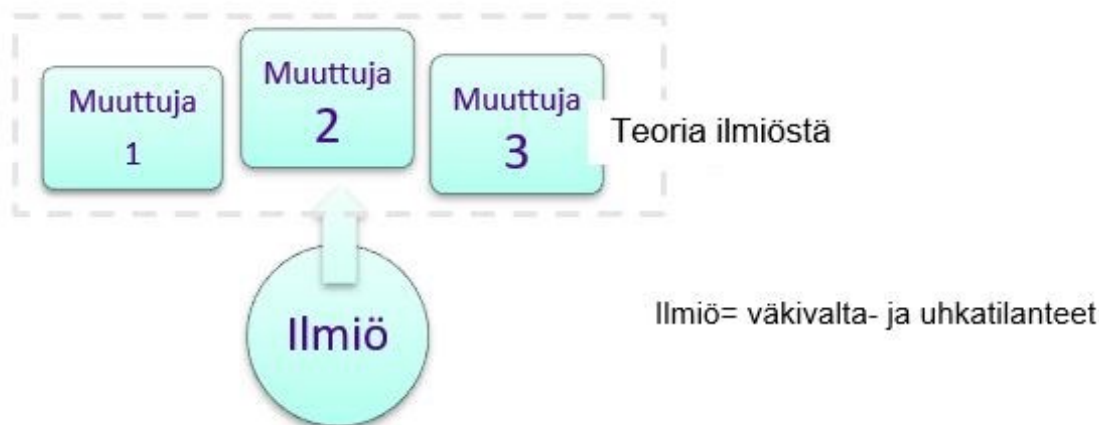 Muuttuja
1
Muuttuja
2
Muuttuja
3
Teoria ilmiöstä
Ilmiö
Ilmiö= väkivalta- ja uhkatilanteet